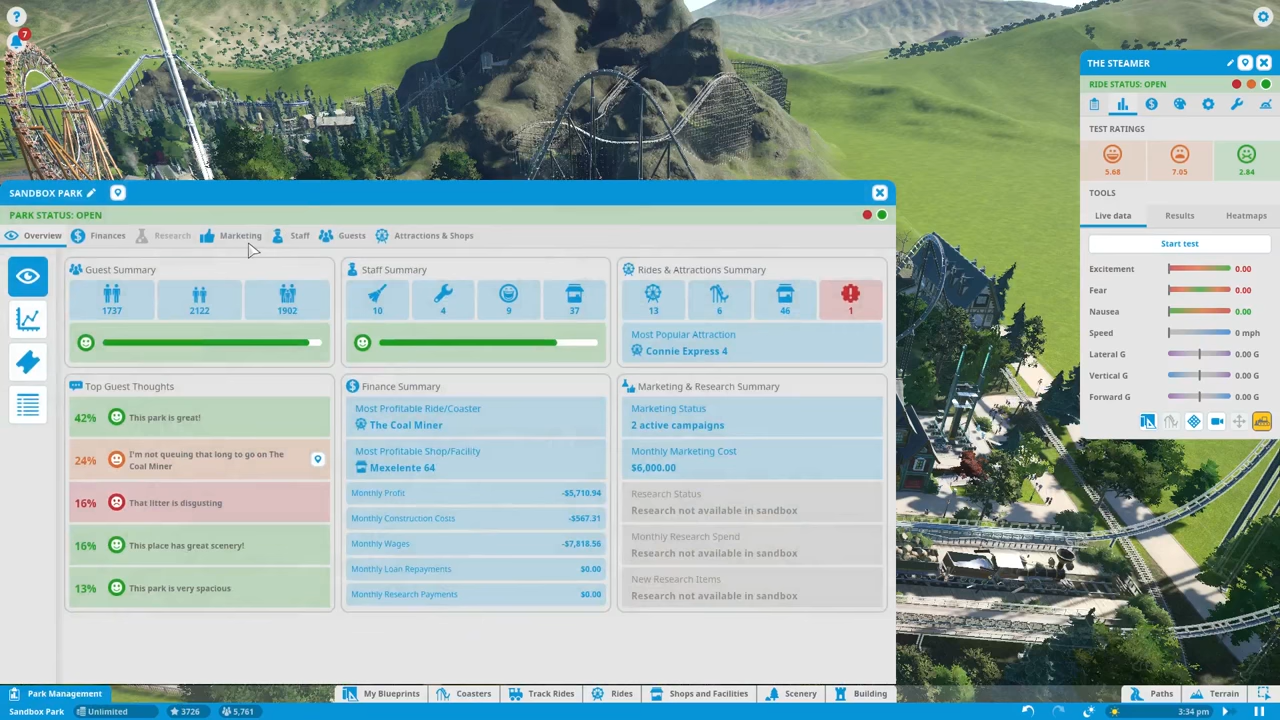 ?
7
SANDBOX PARK
PARK STATUS: OPEN
Overview
Finances
Research
Marketing
Staff
Guests
Attractions & Shops
Guest Summary
1737
2122
1902
Staff Summary
10
4
9
37
Rides & Attractions Summary
13
6
46
1
Most Popular Attraction
Connie Express 4
Top Guest Thoughts
42%
This park is great!
24%
I'm not queuing that long to go on The
Coal Miner
16%
That litter is disgusting
16%
This place has great scenery!
13%
This park is very spacious
Finance Summary
Most Profitable Ride/Coaster
The Coal Miner
Most Profitable Shop/Facility
Mexelente 64
Monthly Profit
-$5,710.94
Monthly Construction Costs
-$567.31
Monthly Wages
-$7,818.56
Monthly Loan Repayments
$0.00
Monthly Research Payments
$0.00
Marketing & Research Summary
Marketing Status
2 active campaigns
Monthly Marketing Cost
$6,000.00
Research Status
Research not available in sandbox
Monthly Research Spend
Research not available in sandbox
New Research Items
Research not available in sandbox
THE STEAMER
RIDE STATUS: OPEN
TEST RATINGS
5.68
7.05
2.84
TOOLS
Live data
Results
Heatmaps
Start test
Excitement
0.00
Fear
0.00
Nausea
0.00
Speed
0 mph
Lateral G
0.00 G
Vertical G
0.00 G
Forward G
0.00 G
Park Management
My Blueprints
Coasters
Track Rides
Rides
Shops and Facilities
Scenery
Building
Paths
Terrain
Sandbox Park
Unlimited
3726
5,761
3:34 pm